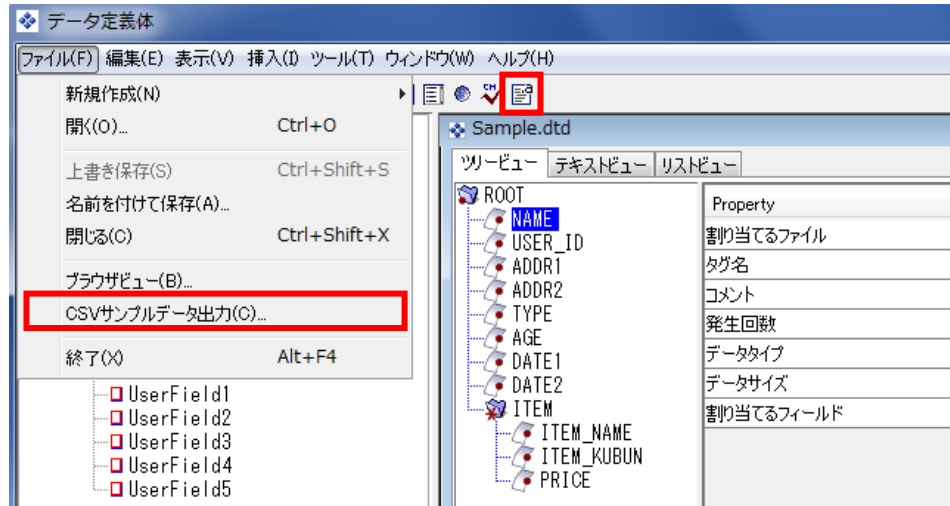 データ定義体
ファイル(F) 編集(E) 表示(V) 挿入(I) ツール(T) ウィンドウ(W) ヘルプ(H)
新規作成(N)
開く(O)... Ctrl+O
上書き保存(S) Ctrl+Shift+S
名前を付けて保存(A)...
閉じる(C) Ctrl+Shift+X
ブラウザビュー(B)...
CSVサンプルデータ出力(C)...
終了(X) Alt+F4
UserField1
UserField2
UserField3
UserField4
UserField5
CM
Sample.dtd
ツリービュー テキストビュー リストビュー
ROOT
NAME
USER_ID
ADDR1
ADDR2
TYPE
AGE
DATE1
DATE2
ITEM
ITEM_NAME
ITEM_KUBUN
PRICE
Property
割り当てるファイル
タグ名
コメント
発生回数
データタイプ
データサイズ
割り当てるフィールド